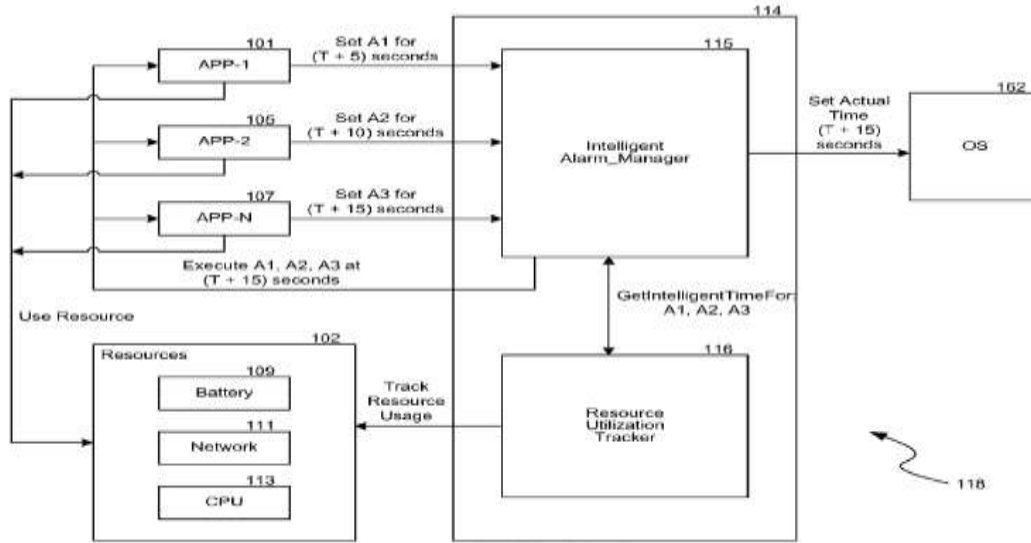 114
101
APP-1
Set A1 for
(T + 5) seconds
115
105
APP-2
Set A2 for
(T + 10) seconds
Intelligent
Alarm_Manager
Set Actual
Time
(T + 15)
seconds
162
OS
107
APP-N
Set A3 for
(T + 15) seconds
Execute A1, A2, A3 at
(T + 15) seconds
GetIntelligentTimeFor:
A1, A2, A3
Use Resource
102
Resources
109
Battery
111
Network
113
CPU
Track
Resource
Usage
116
Resource
Utilization
Tracker
118